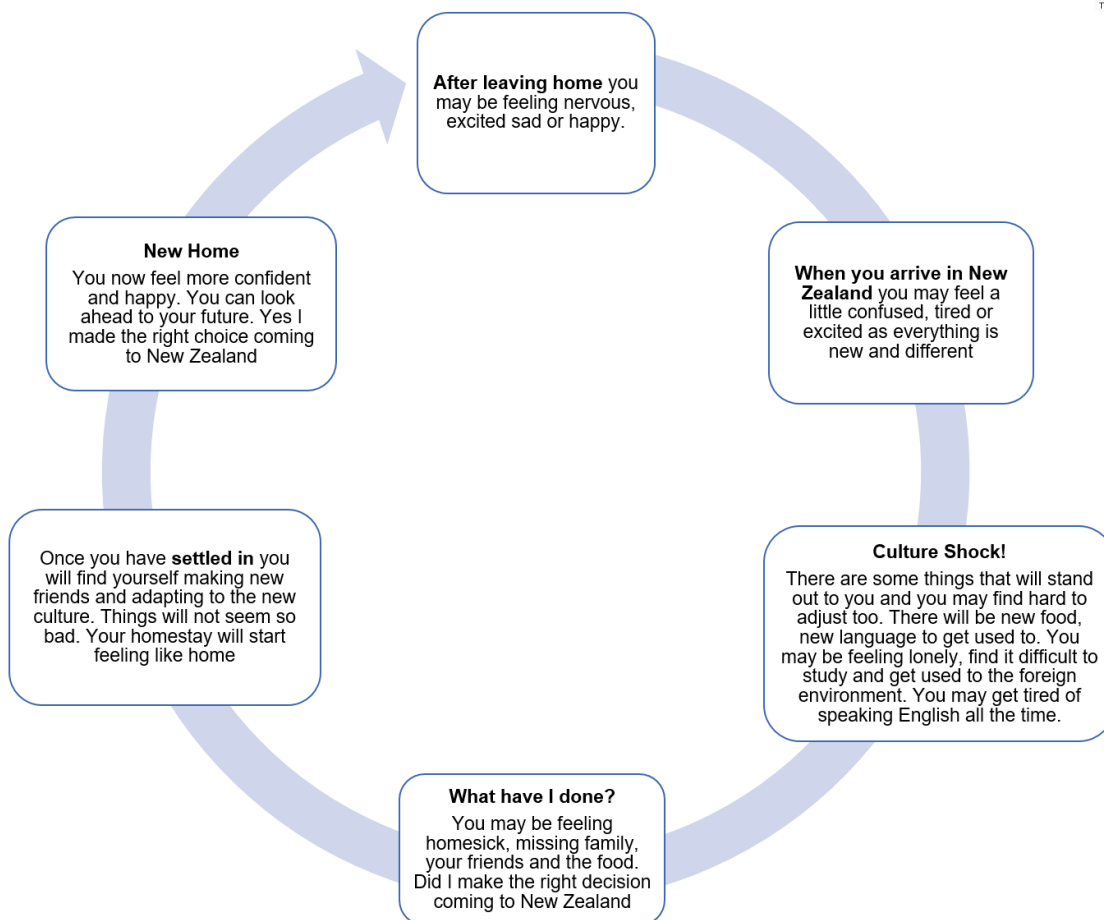 T
After leaving home you
may be feeling nervous,
excited sad or happy.
When you arrive in New
Zealand you may feel a
little confused, tired or
excited as everything is
new and different
Culture Shock!
There are some things that will stand
out to you and you may find hard to
adjust too. There will be new food,
new language to get used to. You
may be feeling lonely, find it difficult to
study and get used to the foreign
environment. You may get tired of
speaking English all the time.
What have I done?
You may be feeling
homesick, missing family,
your friends and the food.
Did I make the right decision
coming to New Zealand
Once you have settled in you
will find yourself making new
friends and adapting to the new
culture. Things will not seem so
bad. Your homestay will start
feeling like home
New Home
You now feel more confident
and happy. You can look
ahead to your future. Yes I
made the right choice coming
to New Zealand